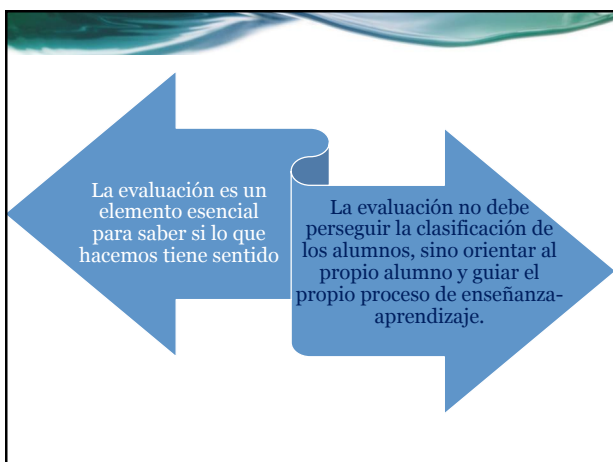 La evaluación es un
elemento esencial
para saber si lo que
hacemos tiene sentido
La evaluación no debe
perseguir la clasificación de
los alumnos, sino orientar al
propio alumno y guiar el
propio proceso de enseñanza-
aprendizaje.